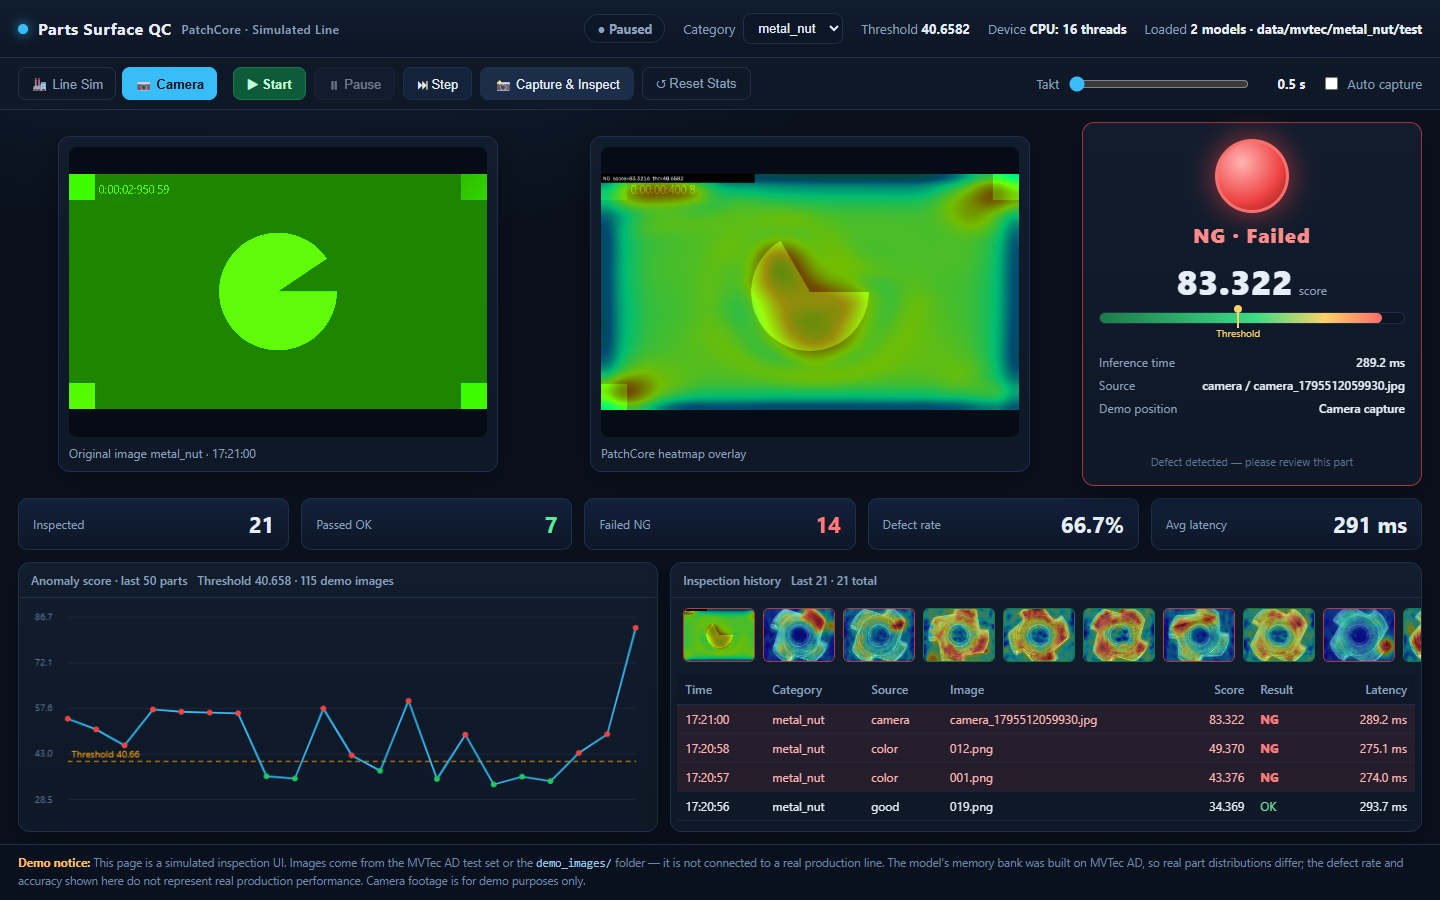 Parts Surface QC PatchCore · Simulated Line
● Paused Category metal_nut Threshold 40.6582 Device CPU: 16 threads Loaded 2 models · data/mvtec/metal_nut/test
Line Sim Camera Start Pause Step Capture & Inspect Reset Stats Takt 0.5 s Auto capture
0:00:02:950 59
NG score=83.3216 thr=40.6582
0:00:00:400 8
Original image metal_nut · 17:21:00
PatchCore heatmap overlay
NG · Failed
83.322 score
Threshold
Inference time 289.2 ms
Source camera / camera_1795512059930.jpg
Demo position Camera capture
Defect detected — please review this part
Inspected 21
Passed OK 7
Failed NG 14
Defect rate 66.7%
Avg latency 291 ms
Anomaly score · last 50 parts Threshold 40.658 · 115 demo images
86.7
72.1
57.6
43.0
28.5
Threshold 40.66
Inspection history Last 21 · 21 total
Time Category Source Image Score Result Latency
17:21:00 metal_nut camera camera_1795512059930.jpg 83.322 NG 289.2 ms
17:20:58 metal_nut color 012.png 49.370 NG 275.1 ms
17:20:57 metal_nut color 001.png 43.376 NG 274.0 ms
17:20:56 metal_nut good 019.png 34.369 OK 293.7 ms
Demo notice: This page is a simulated inspection UI. Images come from the MVTec AD test set or the demo_images/ folder — it is not connected to a real production line. The model's memory bank was built on MVTec AD, so real part distributions differ; the defect rate and
accuracy shown here do not represent real production performance. Camera footage is for demo purposes only.